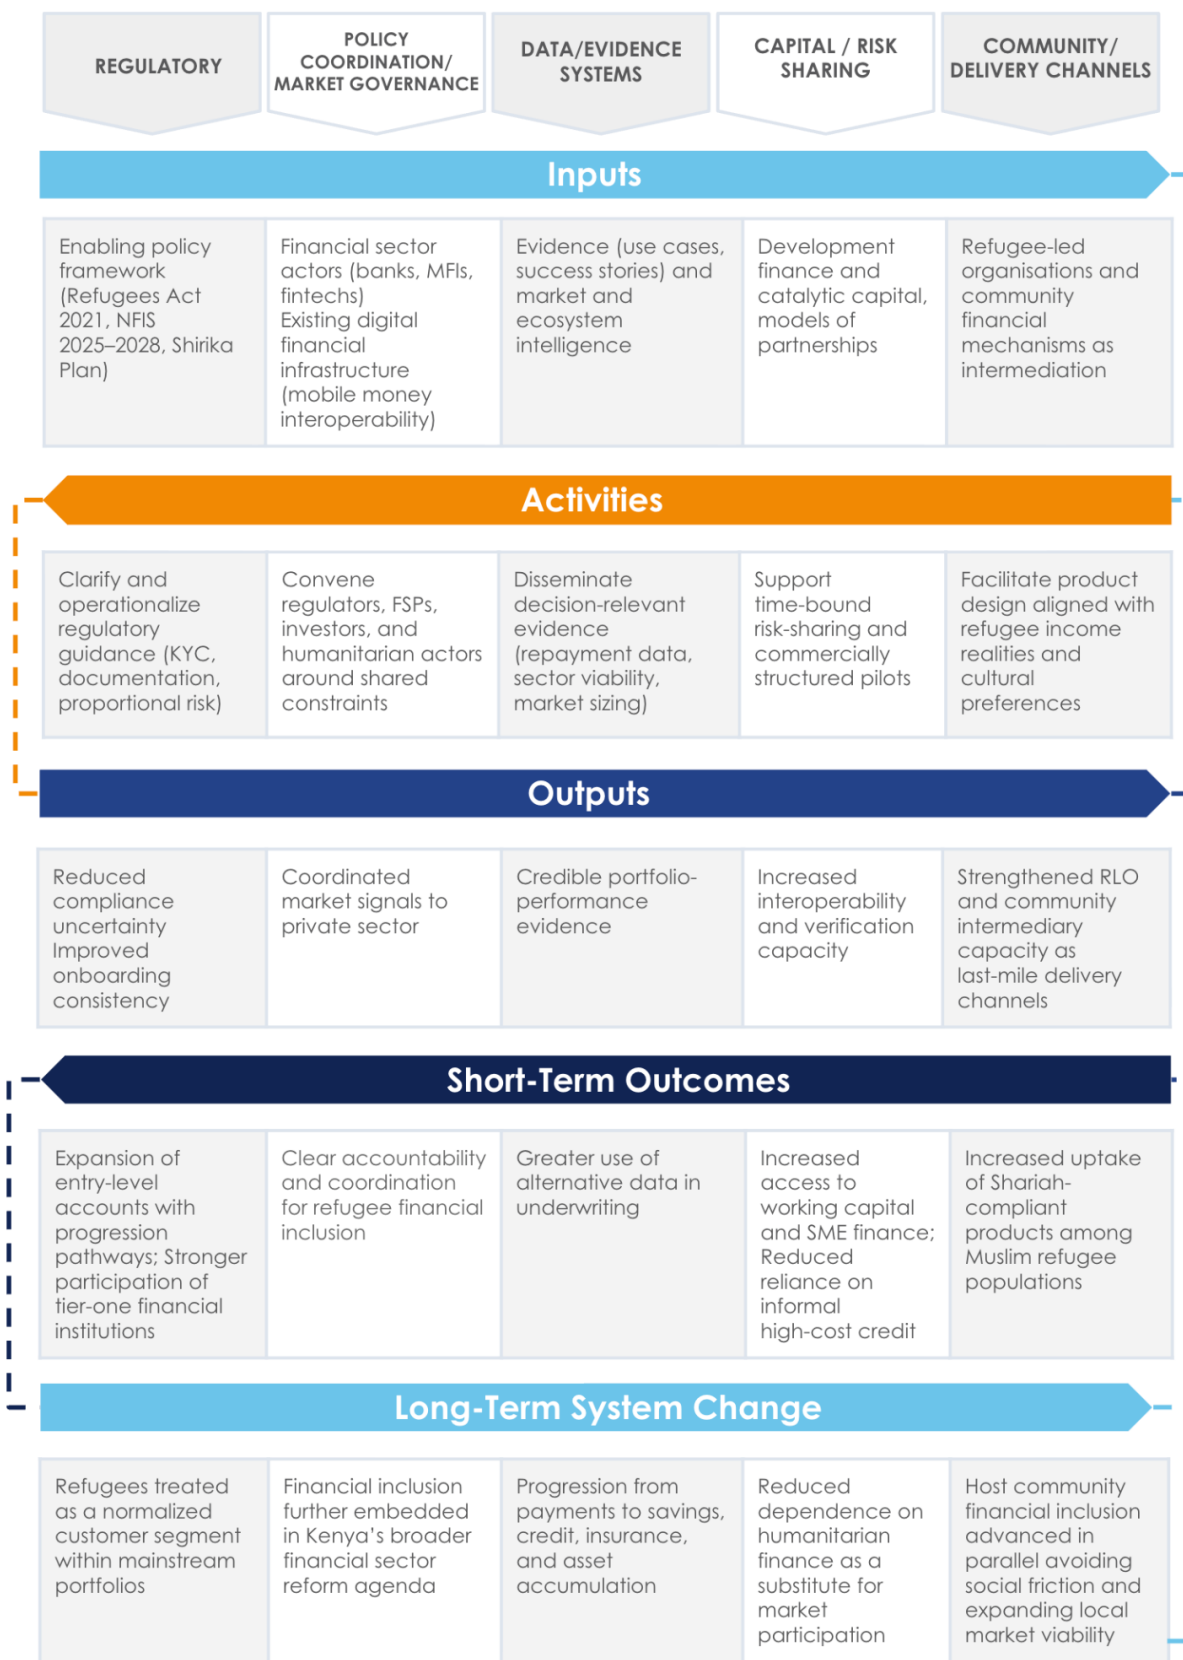 REGULATORY
POLICY
COORDINATION/
MARKET GOVERNANCE
DATA/EVIDENCE
SYSTEMS
CAPITAL / RISK
SHARING
COMMUNITY/
DELIVERY CHANNELS
Inputs
Enabling policy
framework
(Refugees Act
2021, NFIS
2025–2028, Shirika
Plan)
Financial sector
actors (banks, MFIs,
fintechs)
Existing digital
financial
infrastructure
(mobile money
interoperability)
Evidence (use cases,
success stories) and
market and
ecosystem
intelligence
Development
finance and
catalytic capital,
models of
partnerships
Refugee-led
organisations and
community
financial
mechanisms as
intermediation
Activities
Clarify and
operationalize
regulatory
guidance (KYC,
documentation,
proportional risk)
Convene
regulators, FSPs,
investors, and
humanitarian actors
around shared
constraints
Disseminate
decision-relevant
evidence
(repayment data,
sector viability,
market sizing)
Support
time-bound
risk-sharing and
commercially
structured pilots
Facilitate product
design aligned with
refugee income
realities and
cultural
preferences
Outputs
Reduced
compliance
uncertainty
Improved
onboarding
consistency
Coordinated
market signals to
private sector
Credible portfolio-
performance
evidence
Increased
interoperability
and verification
capacity
Strengthened RLO
and community
intermediary
capacity as
last-mile delivery
channels
Short-Term Outcomes
Expansion of
entry-level
accounts with
progression
pathways; Stronger
participation of
tier-one financial
institutions
Clear accountability
and coordination
for refugee financial
inclusion
Greater use of
alternative data in
underwriting
Increased
access to
working capital
and SME finance;
Reduced
reliance on
informal
high-cost credit
Increased uptake
of Shariah-
compliant
products among
Muslim refugee
populations
Long-Term System Change
Refugees treated
as a normalized
customer segment
within mainstream
portfolios
Financial inclusion
further embedded
in Kenya’s broader
financial sector
reform agenda
Progression from
payments to savings,
credit, insurance,
and asset
accumulation
Reduced
dependence on
humanitarian
finance as a
substitute for
market
participation
Host community
financial inclusion
advanced in
parallel avoiding
social friction and
expanding local
market viability